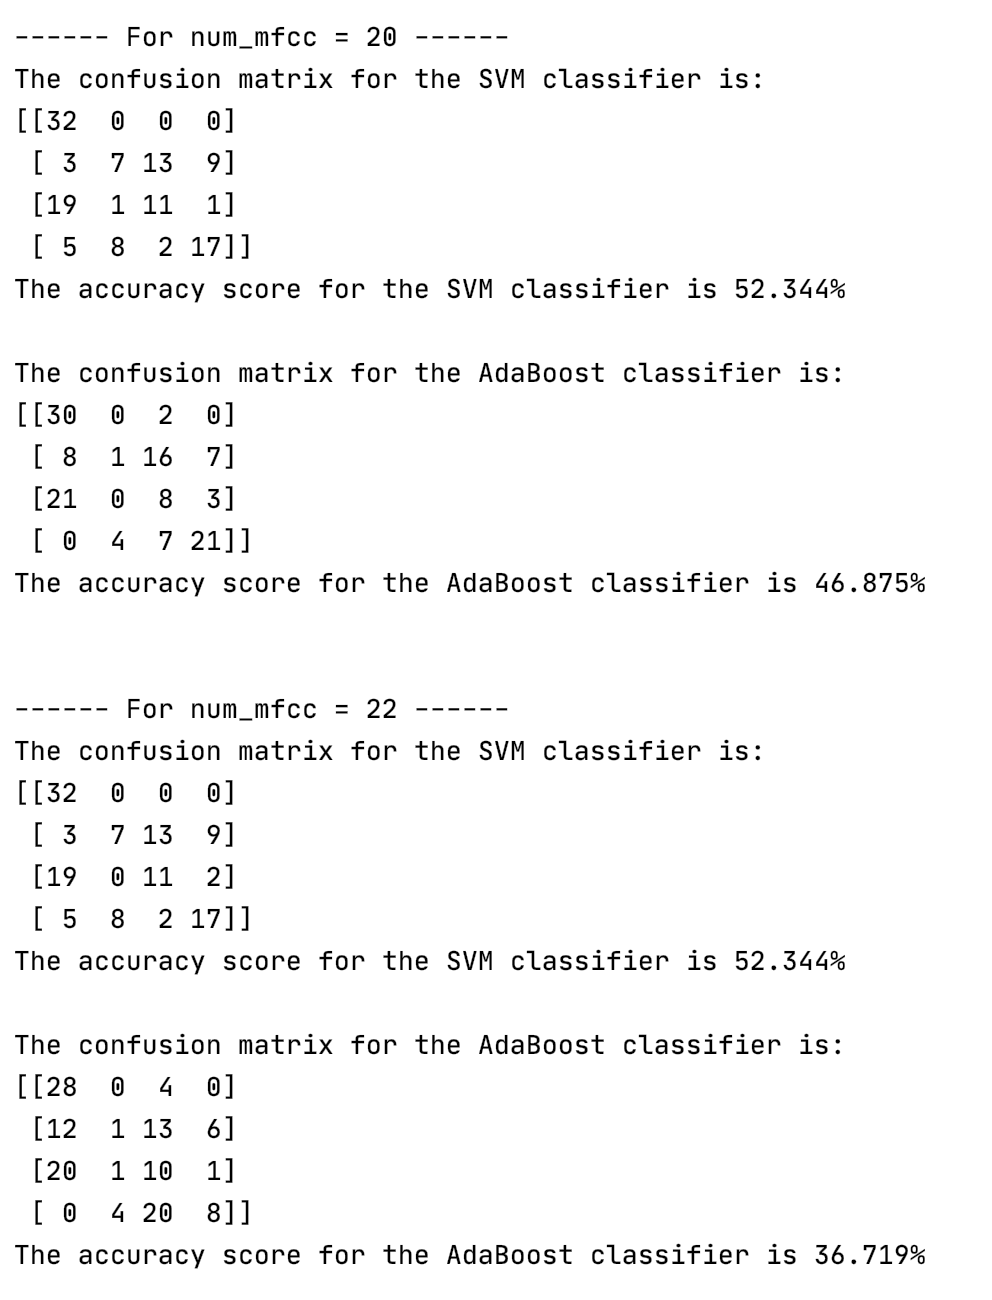 ------ For num_mfcc = 20 ------
The confusion matrix for the SVM classifier is:
[[32  0  0  0]
 [ 3  7 13  9]
 [19  1 11  1]
 [ 5  8  2 17]]
The accuracy score for the SVM classifier is 52.344%

The confusion matrix for the AdaBoost classifier is:
[[30  0  2  0]
 [ 8  1 16  7]
 [21  0  8  3]
 [ 0  4  7 21]]
The accuracy score for the AdaBoost classifier is 46.875%


------ For num_mfcc = 22 ------
The confusion matrix for the SVM classifier is:
[[32  0  0  0]
 [ 3  7 13  9]
 [19  0 11  2]
 [ 5  8  2 17]]
The accuracy score for the SVM classifier is 52.344%

The confusion matrix for the AdaBoost classifier is:
[[28  0  4  0]
 [12  1 13  6]
 [20  1 10  1]
 [ 0  4 20  8]]
The accuracy score for the AdaBoost classifier is 36.719%